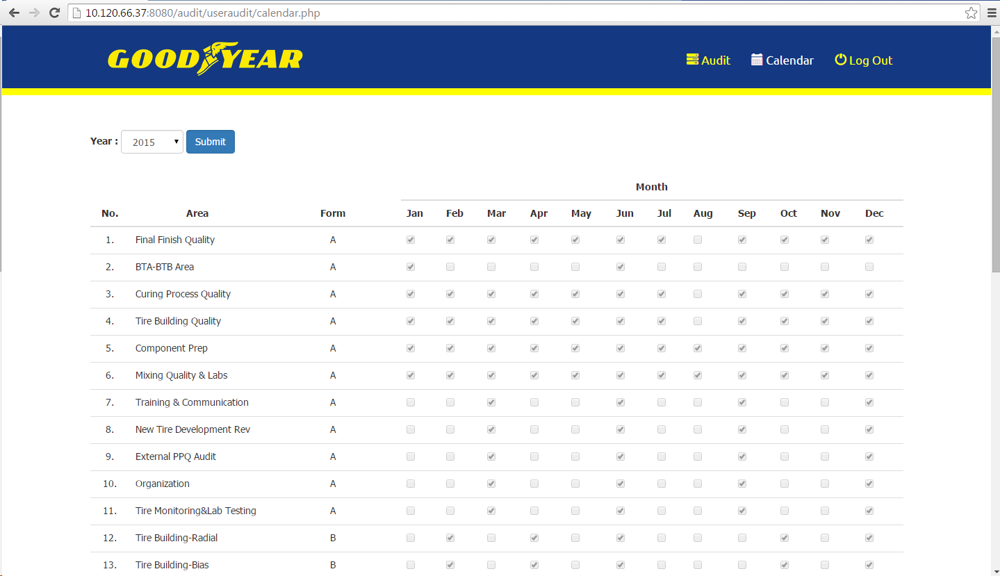 10.120.66.37:8080/audit/useraudit/calendar.php
GOODYEAR
Audit
Calendar
Log Out
Year : 2015 Submit
Month
No. Area Form Jan Feb Mar Apr May Jun Jul Aug Sep Oct Nov Dec
1. Final Finish Quality A
2. BTA-BTB Area A
3. Curing Process Quality A
4. Tire Building Quality A
5. Component Prep A
6. Mixing Quality & Labs A
7. Training & Communication A
8. New Tire Development Rev A
9. External PPQ Audit A
10. Organization A
11. Tire Monitoring&Lab Testing A
12. Tire Building-Radial B
13. Tire Building-Bias B